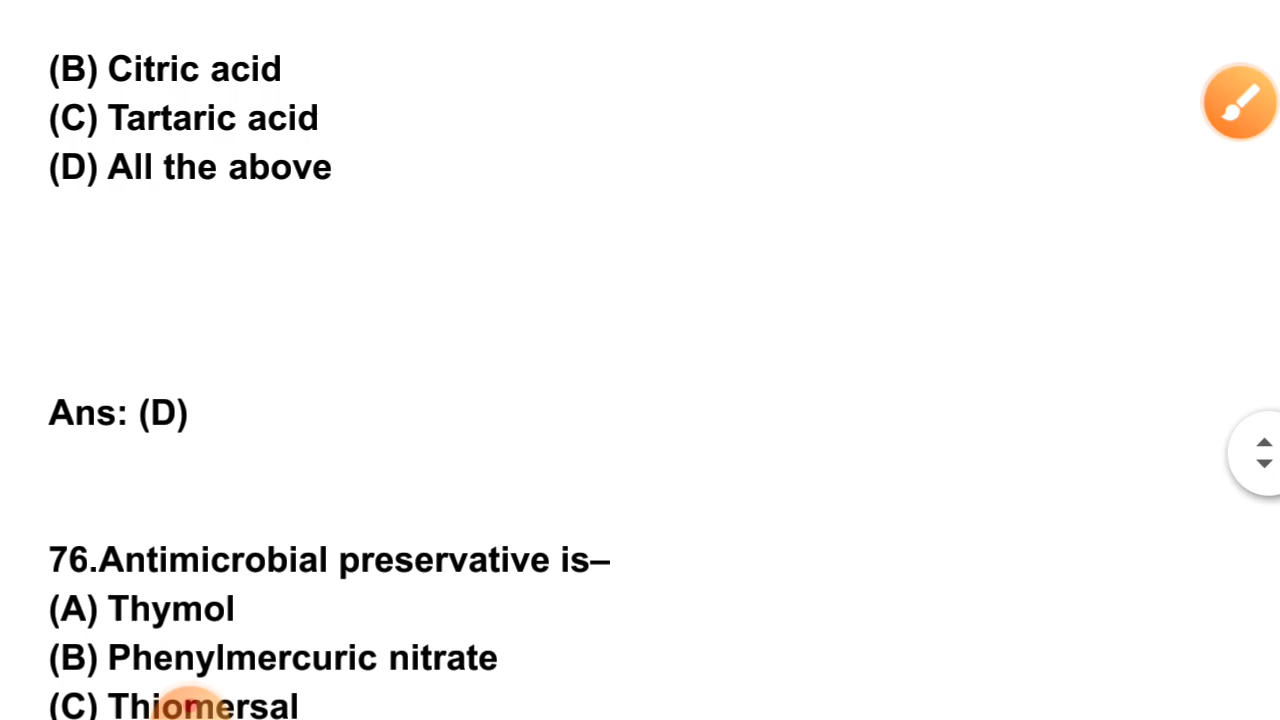 (B) Citric acid
(C) Tartaric acid
(D) All the above
Ans: (D)
76.Antimicrobial preservative is–
(A) Thymol
(B) Phenylmercuric nitrate
(C) Thiomersal